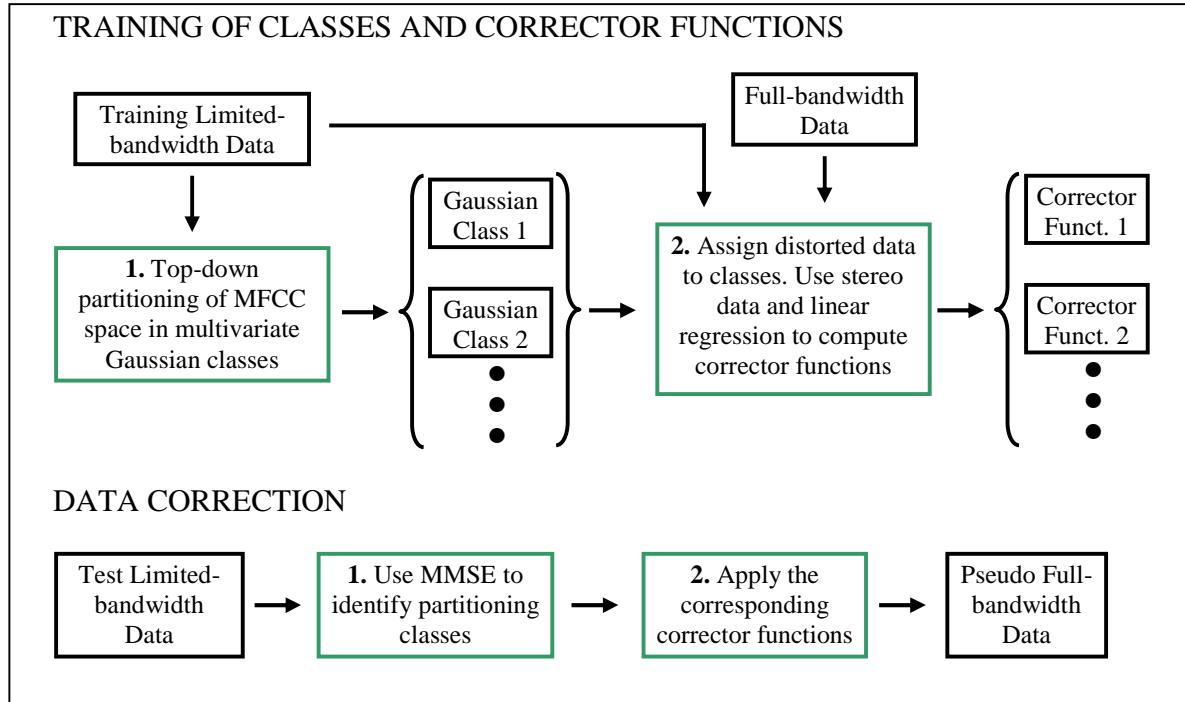 TRAINING OF CLASSES AND CORRECTOR FUNCTIONS
Training Limited-
bandwidth Data
Full-bandwidth
Data
1. Top-down
partitioning of MFCC
space in multivariate
Gaussian classes
Gaussian
Class 1
Gaussian
Class 2
2. Assign distorted data
to classes. Use stereo
data and linear
regression to compute
corrector functions
Corrector
Funct. 1
Corrector
Funct. 2
DATA CORRECTION
Test Limited-
bandwidth
Data
1. Use MMSE to
identify partitioning
classes
2. Apply the
corresponding
corrector functions
Pseudo Full-
bandwidth
Data